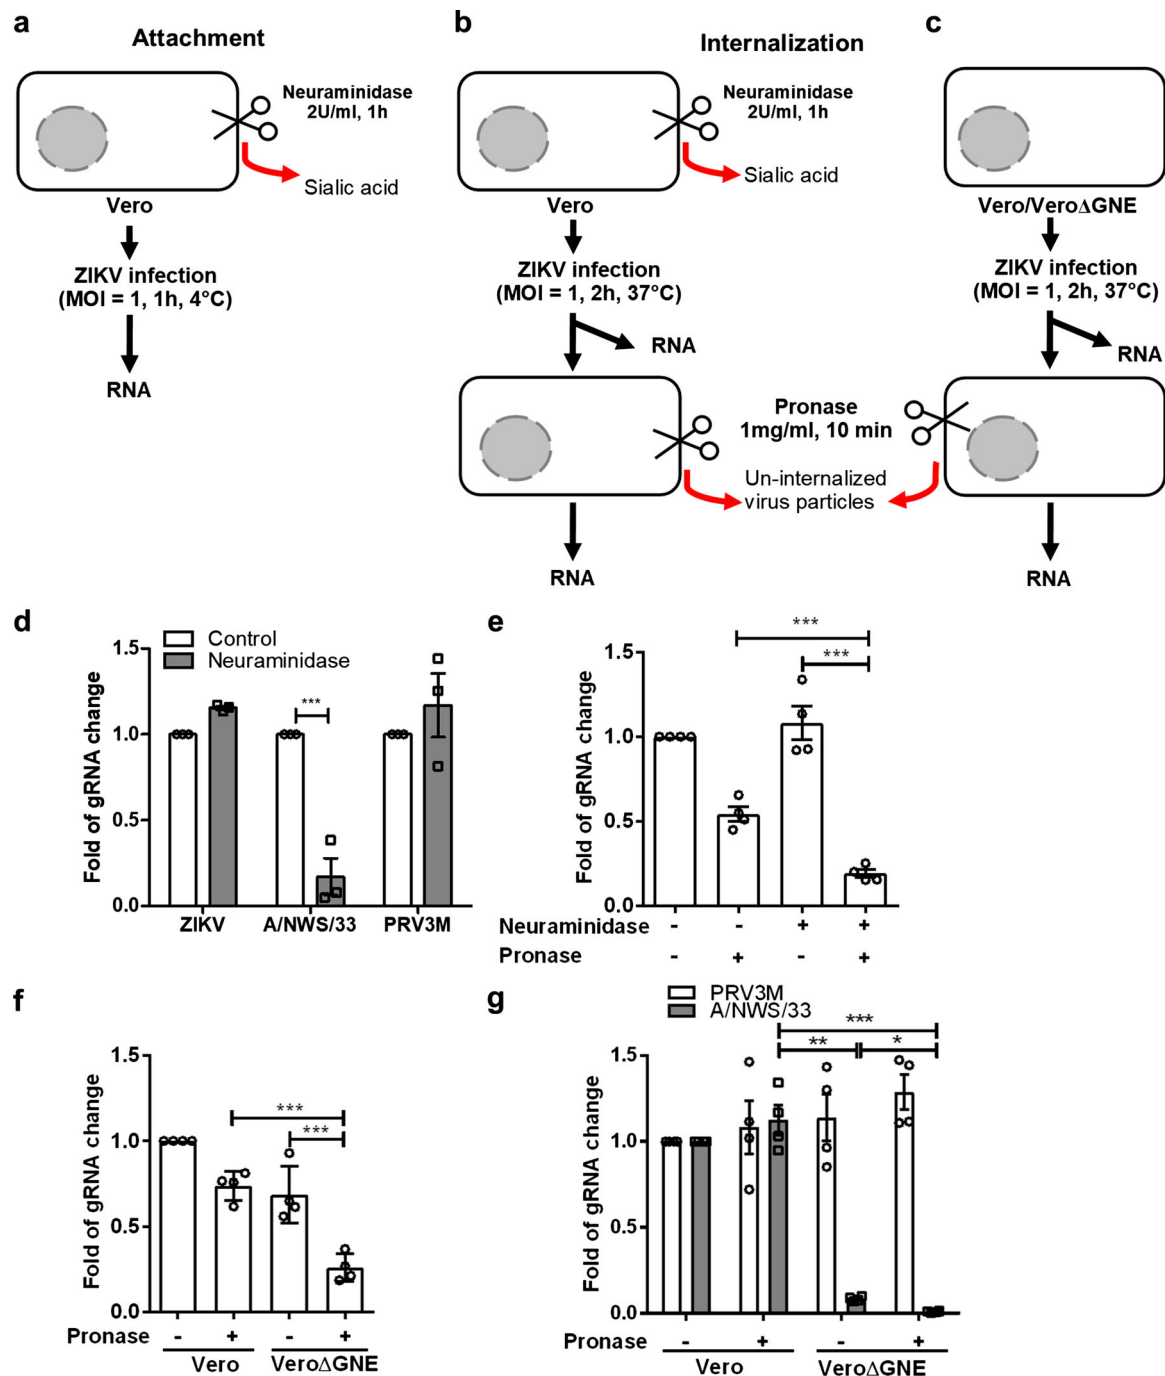 a
Attachment
Neuraminidase
2U/ml, 1h
Sialic acid
Vero
ZIKV infection
(MOI = 1, 1h, 4°C)
RNA
b
Internalization
Neuraminidase
2U/ml, 1h
Sialic acid
Vero
ZIKV infection
(MOI = 1, 2h, 37°C)
RNA
Pronase
1mg/ml, 10 min
Un-internalized
virus particles
RNA
c
Vero/VeroΔGNE
ZIKV infection
(MOI = 1, 2h, 37°C)
RNA
RNA
d
Control
Neuraminidase
Fold of gRNA change
1.5
1.0
0.5
0.0
***
ZIKV A/NWS/33 PRV3M
e
Fold of gRNA change
1.5
1.0
0.5
0.0
***
***
Neuraminidase - - + +
Pronase - + - +
f
Fold of gRNA change
1.5
1.0
0.5
0.0
***
***
Pronase - + - +
Vero VeroΔGNE
g
PRV3M
A/NWS/33
Fold of gRNA change
1.5
1.0
0.5
0.0
***
** *
Pronase - + - +
Vero VeroΔGNE